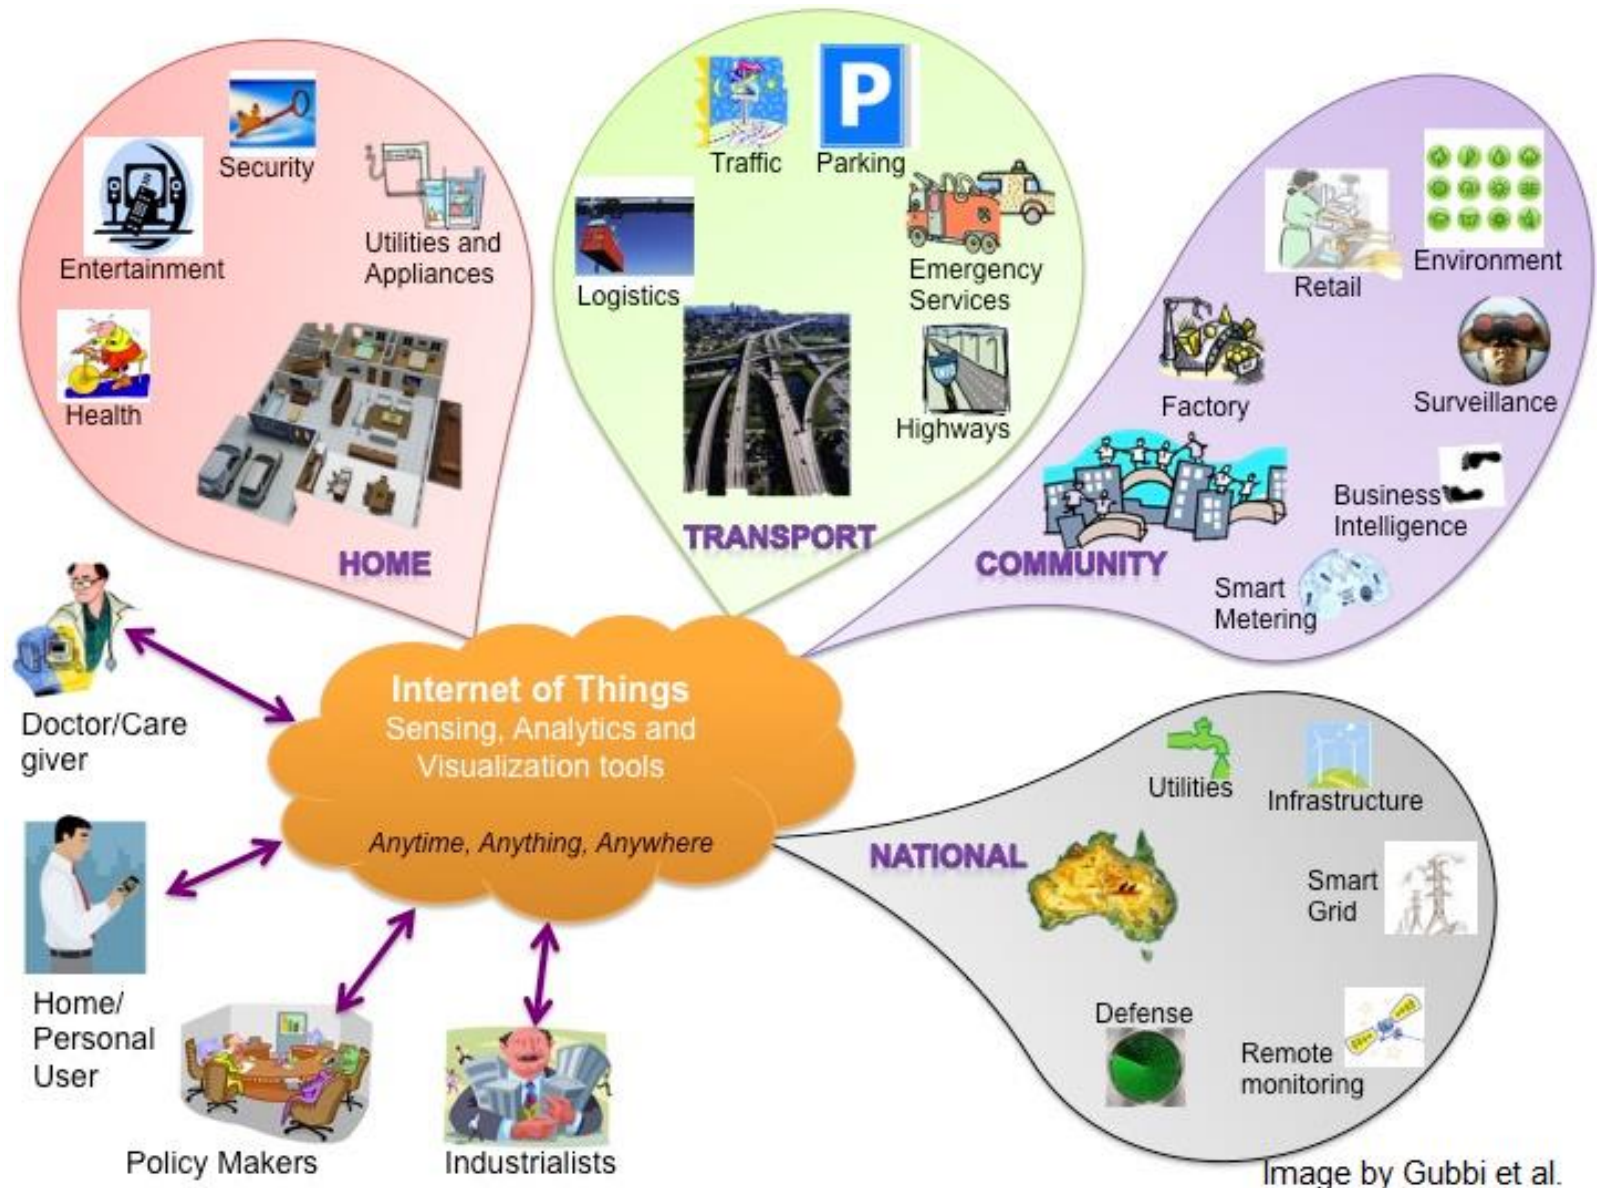 Security
Entertainment
Utilities and
Appliances
Health
HOME
Traffic
P
Parking
Logistics
Emergency
Services
Highways
TRANSPORT
Retail
Environment
Factory
Surveillance
Business
Intelligence
Smart
Metering
COMMUNITY
Internet of Things
Sensing, Analytics and
Visualization tools
Anytime, Anything, Anywhere
Utilities
Infrastructure
NATIONAL
Smart
Grid
Defense
Remote
monitoring
Doctor/Care
giver
Home/
Personal
User
Policy Makers
Industrialists
Image by Gubbi et al.